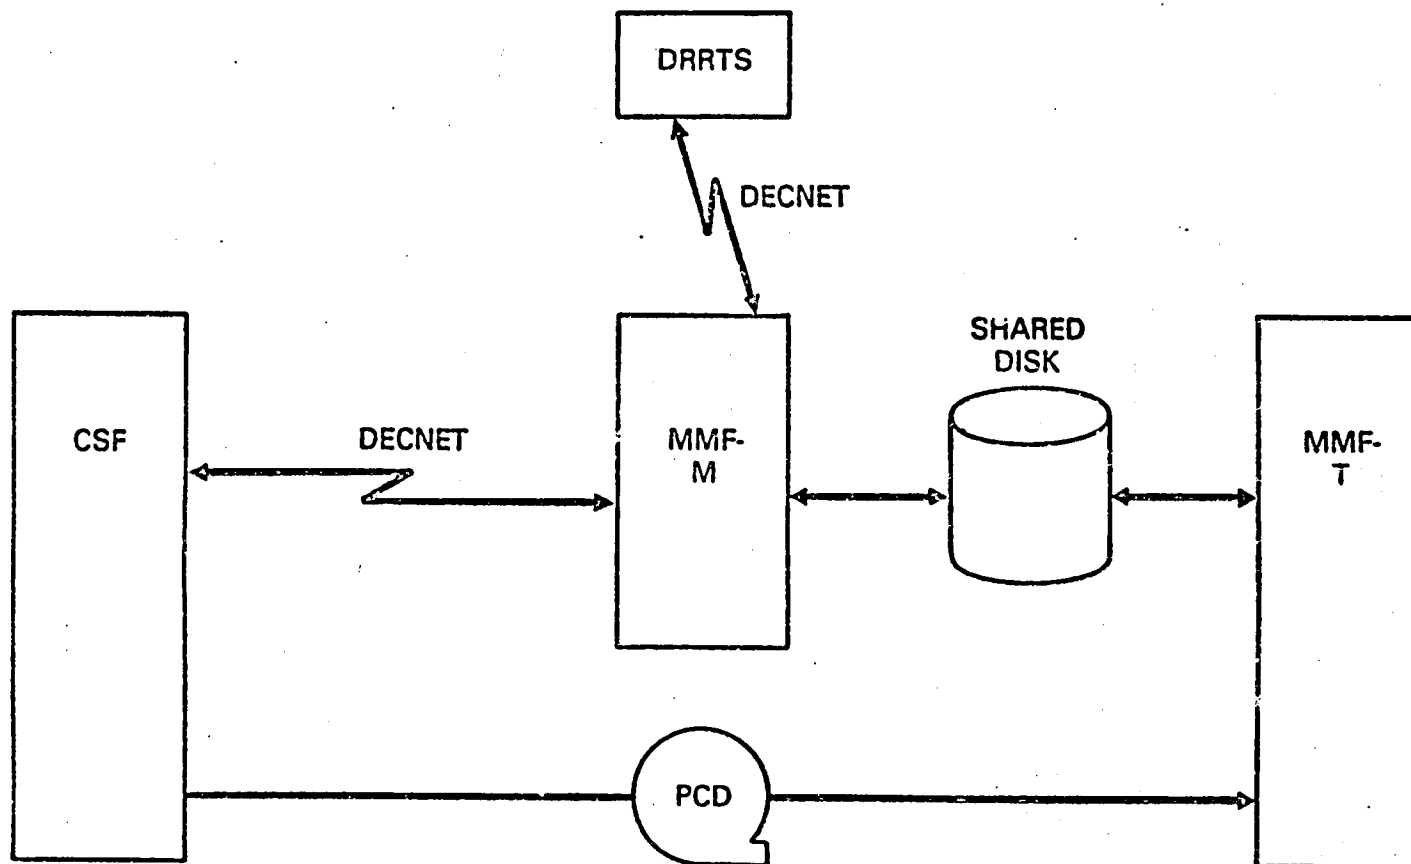 DRRTS
DECNET
SHARED
DISK
CSF
DECNET
MMF-
M
MMF-
T
PCD